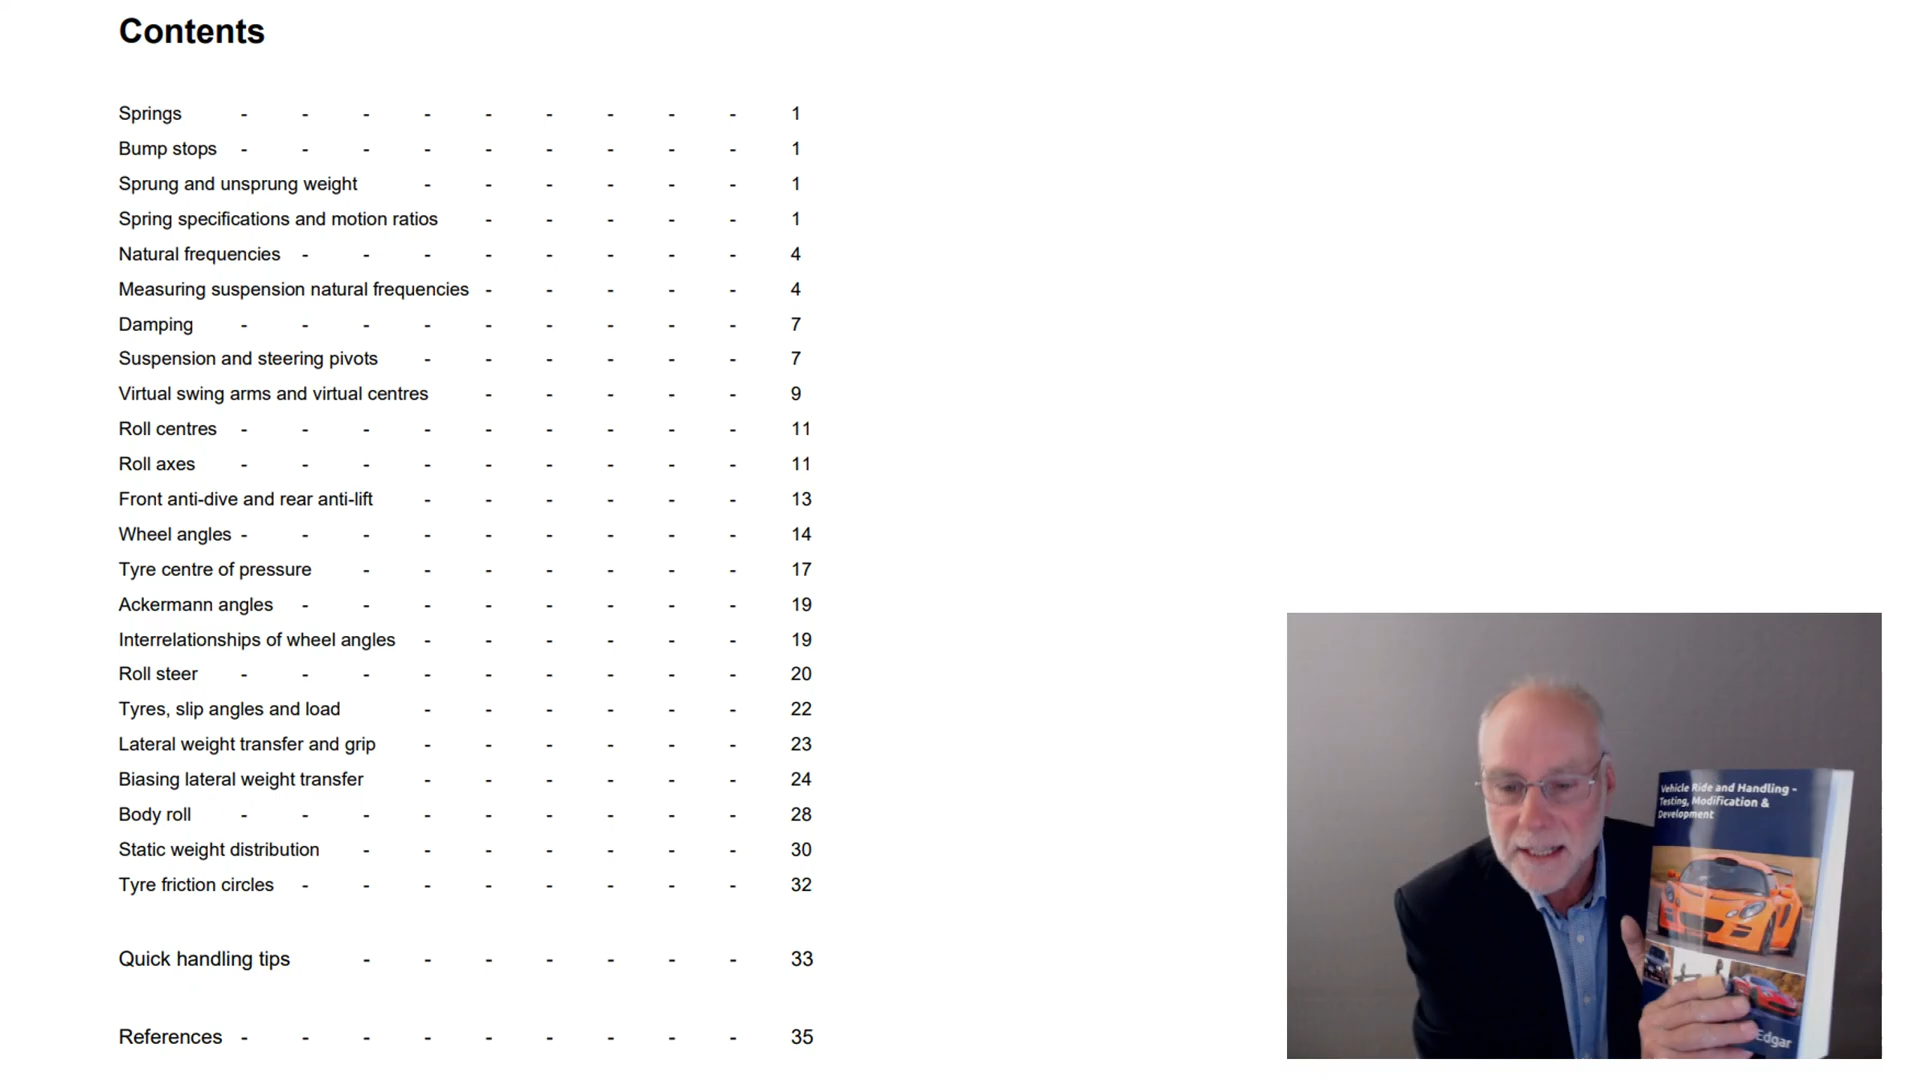 Contents
Springs - - - - - - - - - 1
Bump stops - - - - - - - - - 1
Sprung and unsprung weight - - - - - - 1
Spring specifications and motion ratios - - - - - 1
Natural frequencies - - - - - - - - 4
Measuring suspension natural frequencies - - - - - 4
Damping - - - - - - - - - 7
Suspension and steering pivots - - - - - - 7
Virtual swing arms and virtual centres - - - - - 9
Roll centres - - - - - - - - - 11
Roll axes - - - - - - - - - 11
Front anti-dive and rear anti-lift - - - - - - 13
Wheel angles - - - - - - - - - 14
Tyre centre of pressure - - - - - - - 17
Ackermann angles - - - - - - - - 19
Interrelationships of wheel angles - - - - - - 19
Roll steer - - - - - - - - - 20
Tyres, slip angles and load - - - - - - 22
Lateral weight transfer and grip - - - - - - 23
Biasing lateral weight transfer - - - - - - 24
Body roll - - - - - - - - - 28
Static weight distribution - - - - - - - 30
Tyre friction circles - - - - - - - - 32
Quick handling tips - - - - - - - 33
References - - - - - - - - - 35
Vehicle Ride and Handling -
Testing, Modification &
Development
Edgar